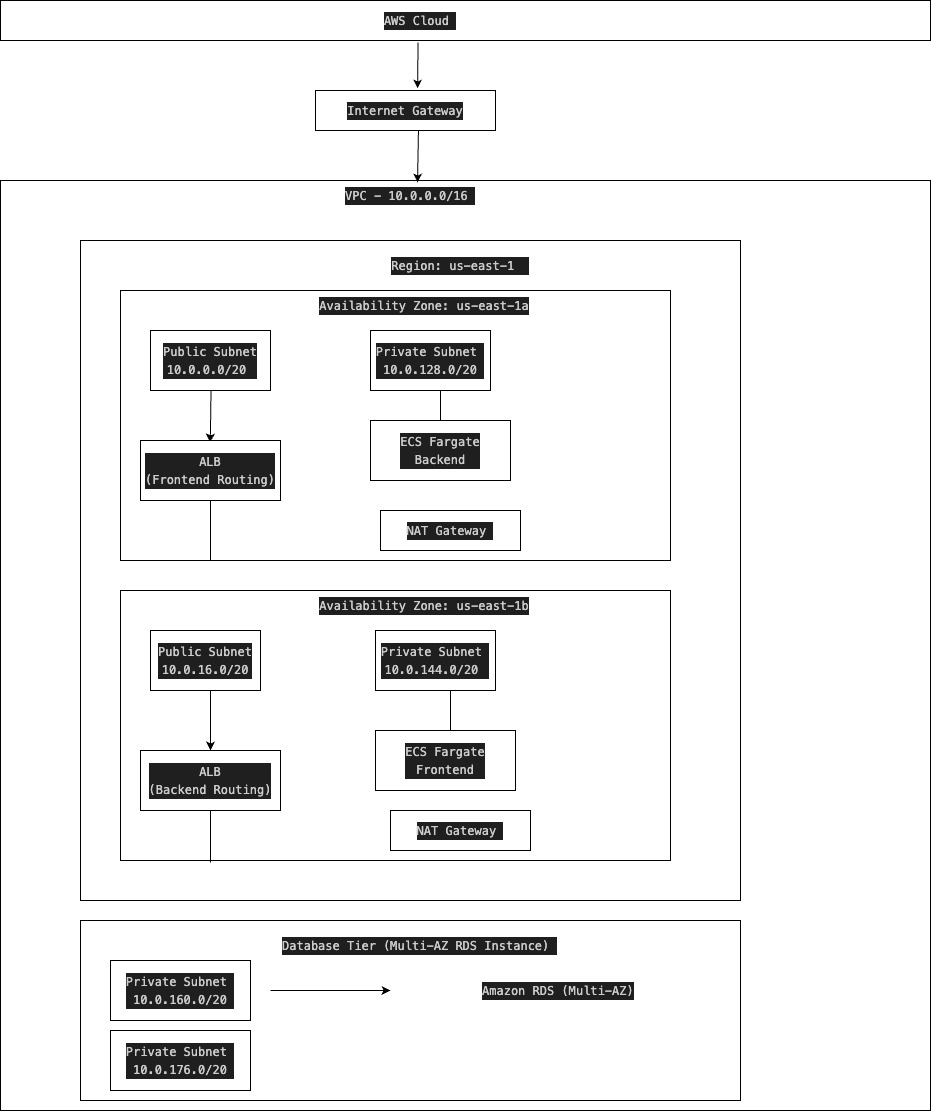 AWS Cloud
Internet Gateway
VPC - 10.0.0.0/16
Region: us-east-1
Availability Zone: us-east-1a
Public Subnet
10.0.0.0/20
Private Subnet
10.0.128.0/20
ALB
(Frontend Routing)
ECS Fargate
Backend
NAT Gateway
Availability Zone: us-east-1b
Public Subnet
10.0.16.0/20
Private Subnet
10.0.144.0/20
ALB
(Backend Routing)
ECS Fargate
Frontend
NAT Gateway
Database Tier (Multi-AZ RDS Instance)
Private Subnet
10.0.160.0/20
Amazon RDS (Multi-AZ)
Private Subnet
10.0.176.0/20